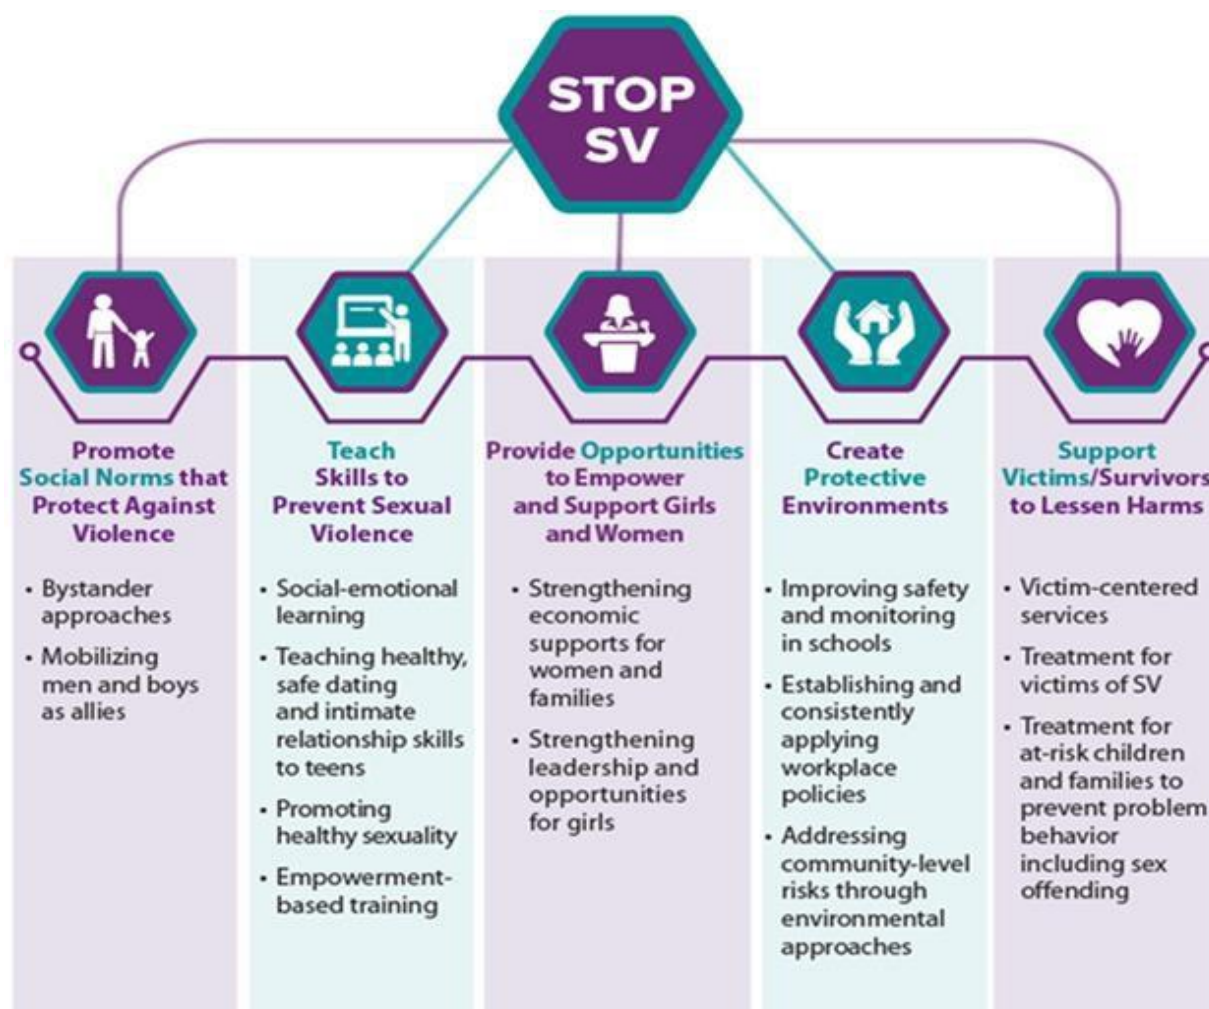 STOP
SV
Promote
Social Norms that
Protect Against
Violence
• Bystander
approaches
• Mobilizing
men and boys
as allies
Teach
Skills to
Prevent Sexual
Violence
• Social-emotional
learning
• Teaching healthy,
safe dating
and intimate
relationship skills
to teens
• Promoting
healthy sexuality
• Empowerment-
based training
Provide Opportunities
to Empower
and Support Girls
and Women
• Strengthening
economic
supports for
women and
families
• Strengthening
leadership and
opportunities
for girls
Create
Protective
Environments
• Improving safety
and monitoring
in schools
• Establishing and
consistently
applying
workplace
policies
• Addressing
community-level
risks through
environmental
approaches
Support
Victims/Survivors
to Lessen Harms
• Victim-centered
services
• Treatment for
victims of SV
• Treatment for
at-risk children
and families to
prevent problem
behavior
including sex
offending